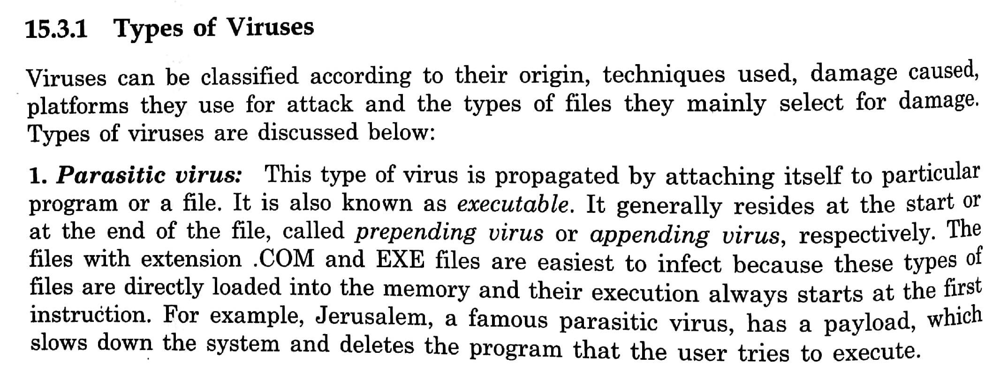 15.3.1 Types of Viruses
Viruses can be classified according to their origin, techniques used, damage caused,
platforms they use for attack and the types of files they mainly select for damage.
Types of viruses are discussed below:
1. Parasitic virus: This type of virus is propagated by attaching itself to particular
program or a file. It is also known as executable. It generally resides at the start or
at the end of the file, called prepending virus or appending virus, respectively. The
files with extension .COM and EXE files are easiest to infect because these types of
files are directly loaded into the memory and their execution always starts at the first
instruction. For example, Jerusalem, a famous parasitic virus, has a payload, which
slows down the system and deletes the program that the user tries to execute.